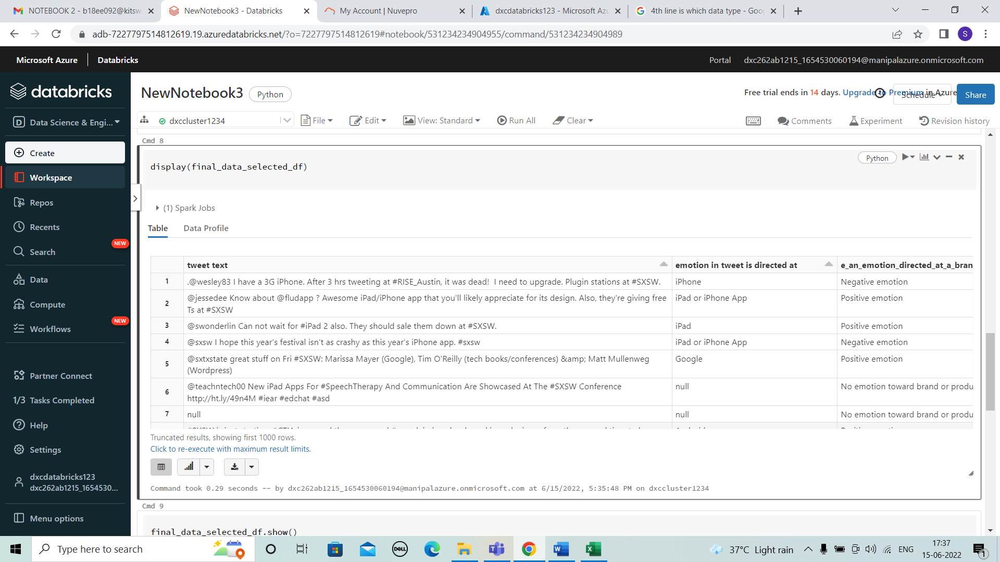 NOTEBOOK 2 - b18ee092@kitsw.
NewNotebook3 - Databricks
My Account | Nuvepro
dxcdatabricks123 - Microsoft Azu
4th line is which data type - Goo
adb-7227797514812619.19.azuredatabricks.net/?o=7227797514812619#notebook/531234234904955/command/531234234904989
S
Microsoft Azure
Databricks
Portal
dxc262ab1215_1654530060194@manipalazure.onmicrosoft.com
databricks
D
Data Science & Engi...
Create
Workspace
Repos
Recents
NEW
Search
Data
Compute
NEW
Workflows
Partner Connect
1/3 Tasks Completed
Help
Settings
dxcdatabricks123
dxc262ab1215_1654530...
Menu options
NewNotebook3
Python
Free trial ends in 14 days. Upgrade to Premium in Azure
Schedule
Share
dxccluster1234
File
Edit
View: Standard
Run All
Clear
Comments
Experiment
Revision history
Cmd 8
Python
display(final_data_selected_df)
(1) Spark Jobs
Table
Data Profile
tweet text
emotion in tweet is directed at
e_an_emotion_directed_at_a_bran
1
.@wesley83 I have a 3G iPhone. After 3 hrs tweeting at #RISE_Austin, it was dead!  I need to upgrade. Plugin stations at #SXSW.
iPhone
Negative emotion
2
@jessedee Know about @fludapp ? Awesome iPad/iPhone app that you'll likely appreciate for its design. Also, they're giving free
Ts at #SXSW
iPad or iPhone App
Positive emotion
3
@swonderlin Can not wait for #iPad 2 also. They should sale them down at #SXSW.
iPad
Positive emotion
4
@sxsw I hope this year's festival isn't as crashy as this year's iPhone app. #sxsw
iPad or iPhone App
Negative emotion
5
@sxtxstate great stuff on Fri #SXSW: Marissa Mayer (Google), Tim O'Reilly (tech books/conferences) &amp; Matt Mullenweg
(Wordpress)
Google
Positive emotion
6
@teachntech00 New iPad Apps For #SpeechTherapy And Communication Are Showcased At The #SXSW Conference
http://ht.ly/49n4M #iear #edchat #asd
null
No emotion toward brand or produ
7
null
null
No emotion toward brand or produ
Truncated results, showing first 1000 rows.
Click to re-execute with maximum result limits.
Command took 0.29 seconds -- by dxc262ab1215_1654530060194@manipalazure.onmicrosoft.com at 6/15/2022, 5:35:48 PM on dxccluster1234
Cmd 9
final_data_selected_df.show()
Type here to search
DELL
37°C Light rain
ENG
17:37
15-06-2022
1